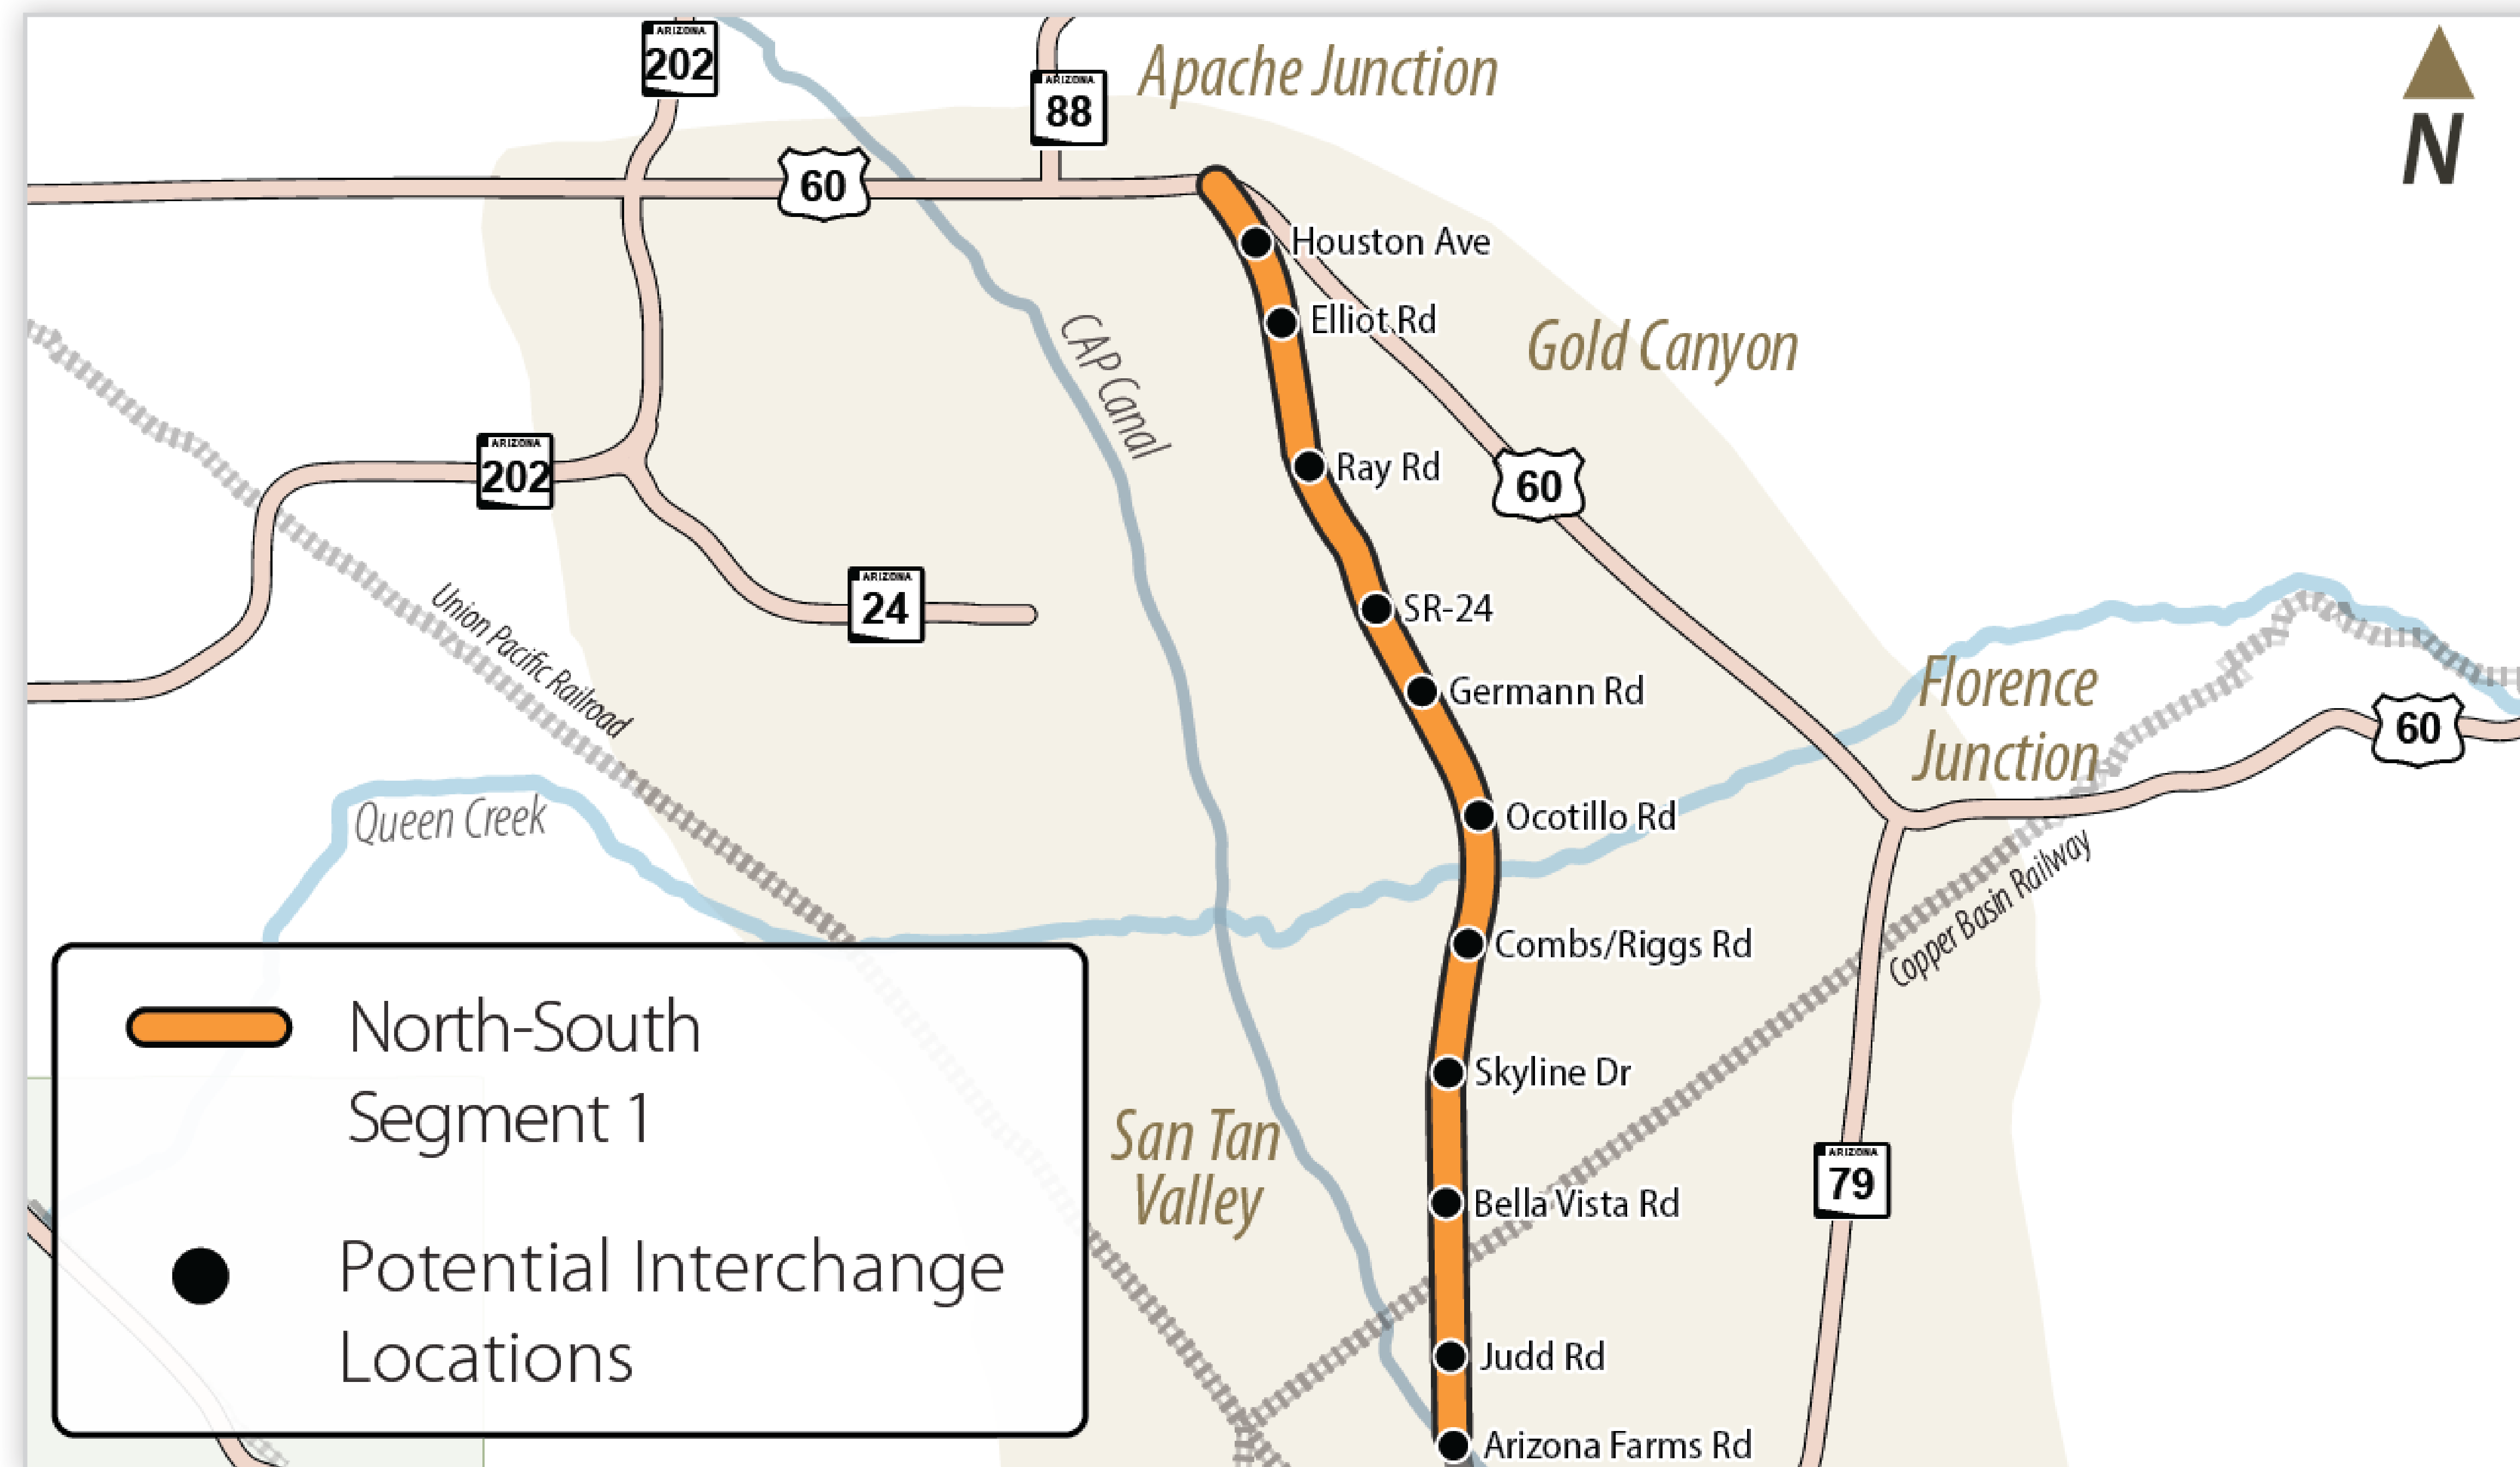 ARIZONA
202
ARIZONA
88
Apache Junction
N
60
Houston Ave
Elliot Rd
Gold Canyon
CAP Canal
ARIZONA
202
Ray Rd
60
ARIZONA
24
SR-24
Union Pacific Railroad
Germann Rd
Florence
Junction
60
Queen Creek
Ocotillo Rd
Combs/Riggs Rd
Copper Basin Railway
North-South
Segment 1
Skyline Dr
San Tan
Valley
ARIZONA
79
Bella Vista Rd
Potential Interchange
Locations
Judd Rd
Arizona Farms Rd